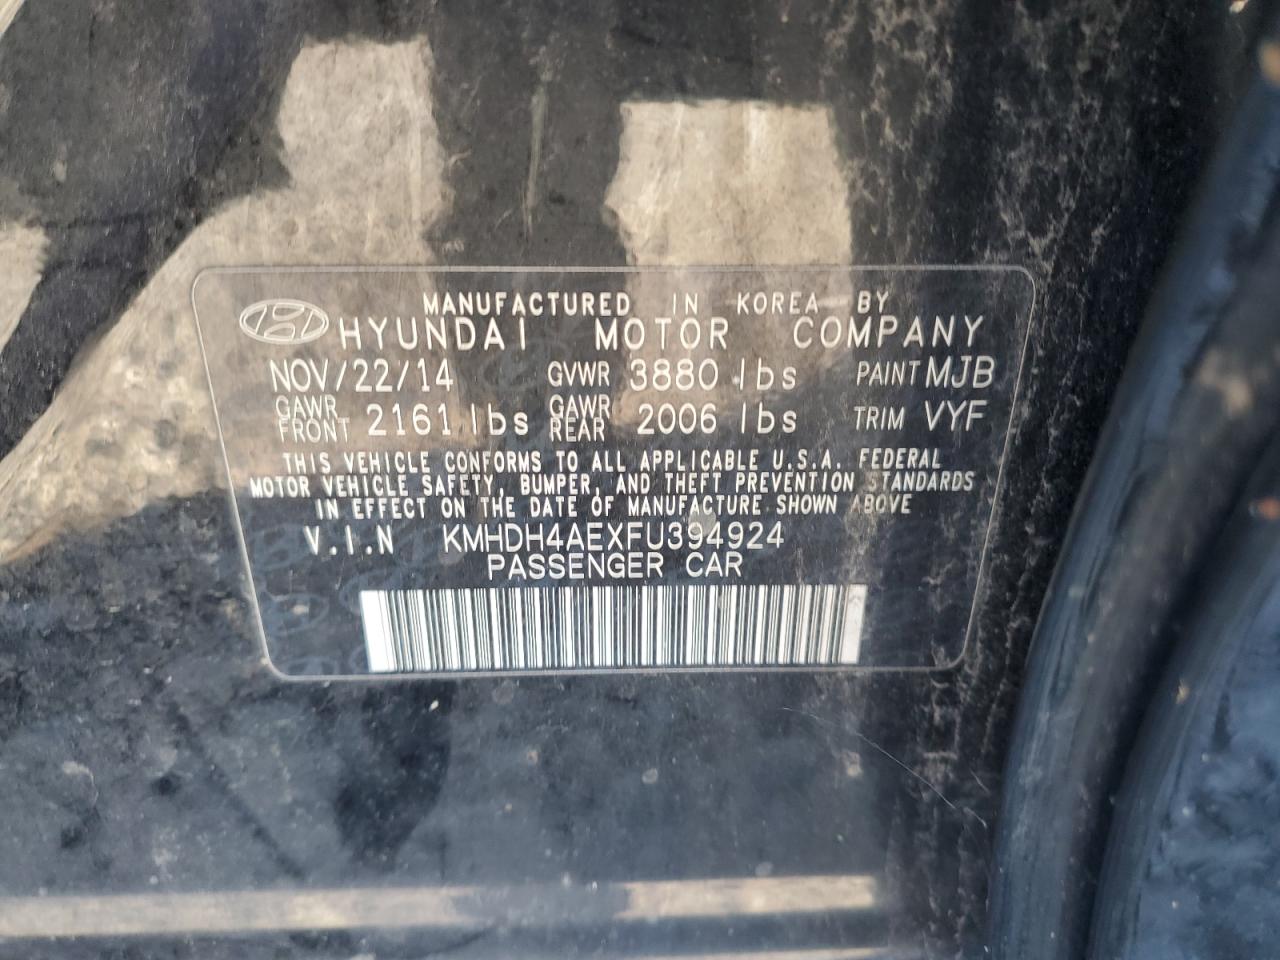 MANUFACTURED IN KOREA BY
HYUNDAI MOTOR COMPANY
NOV/22/14 GVWR 3880 lbs PAINT MJB
GAWR FRONT 2161 lbs GAWR REAR 2006 lbs TRIM VYF
THIS VEHICLE CONFORMS TO ALL APPLICABLE U.S.A. FEDERAL
MOTOR VEHICLE SAFETY, BUMPER, AND THEFT PREVENTION STANDARDS
IN EFFECT ON THE DATE OF MANUFACTURE SHOWN ABOVE
V.I.N KMHDH4AEXFU394924
PASSENGER CAR